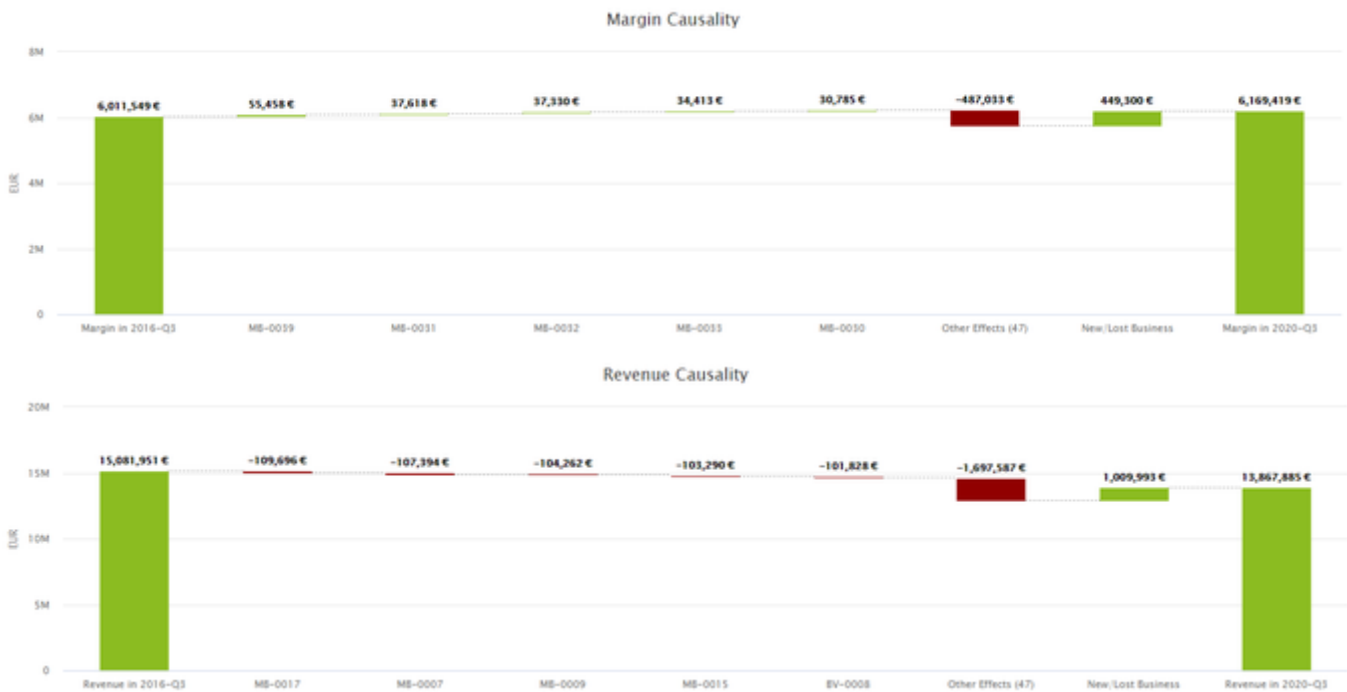 Margin Causality
8M
6M
4M
2M
0
EUR
6,011,549 €
55,458 €
37,618 €
37,330 €
34,413 €
30,785 €
-487,033 €
449,300 €
6,169,419 €
Margin in 2016-Q3
MB-0039
MB-0031
MB-0032
MB-0033
MB-0030
Other Effects (47)
New/Lost Business
Margin in 2020-Q3
Revenue Causality
20M
15M
10M
5M
0
EUR
15,081,951 €
-109,696 €
-107,394 €
-104,262 €
-103,290 €
-101,828 €
-1,697,587 €
1,009,993 €
13,867,885 €
Revenue in 2016-Q3
MB-0017
MB-0007
MB-0009
MB-0015
BV-0008
Other Effects (47)
New/Lost Business
Revenue in 2020-Q3